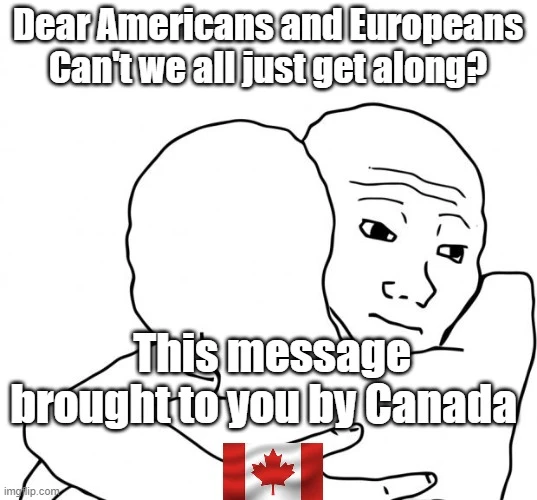 Dear Americans and Europeans
Can't we all just get along?
This message
brought to you by Canada
imgflip.com